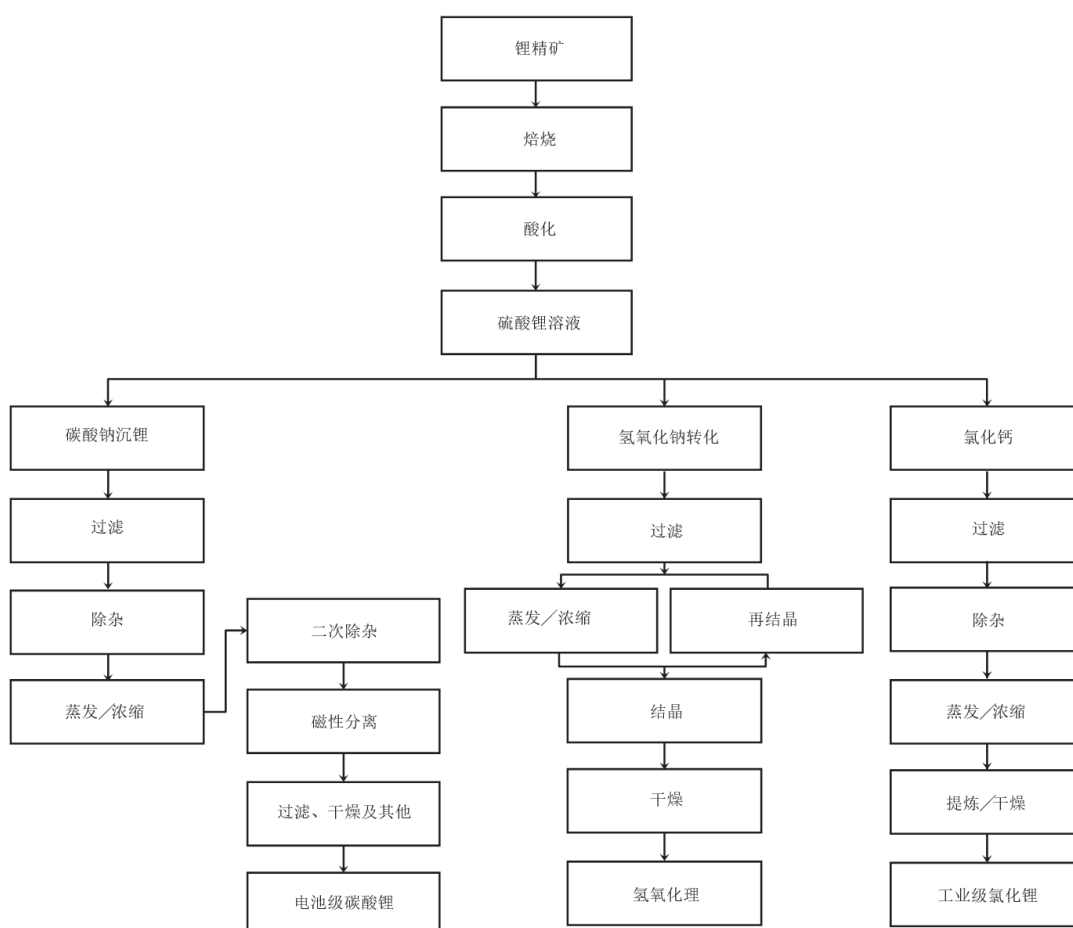 锂精矿
焙烧
酸化
硫酸锂溶液
碳酸钠沉锂
过滤
除杂
蒸发／浓缩
二次除杂
磁性分离
过滤、干燥及其他
电池级碳酸锂
氢氧化钠转化
过滤
蒸发／浓缩
再结晶
结晶
干燥
氢氧化理
氯化钙
过滤
除杂
蒸发／浓缩
提炼／干燥
工业级氯化锂